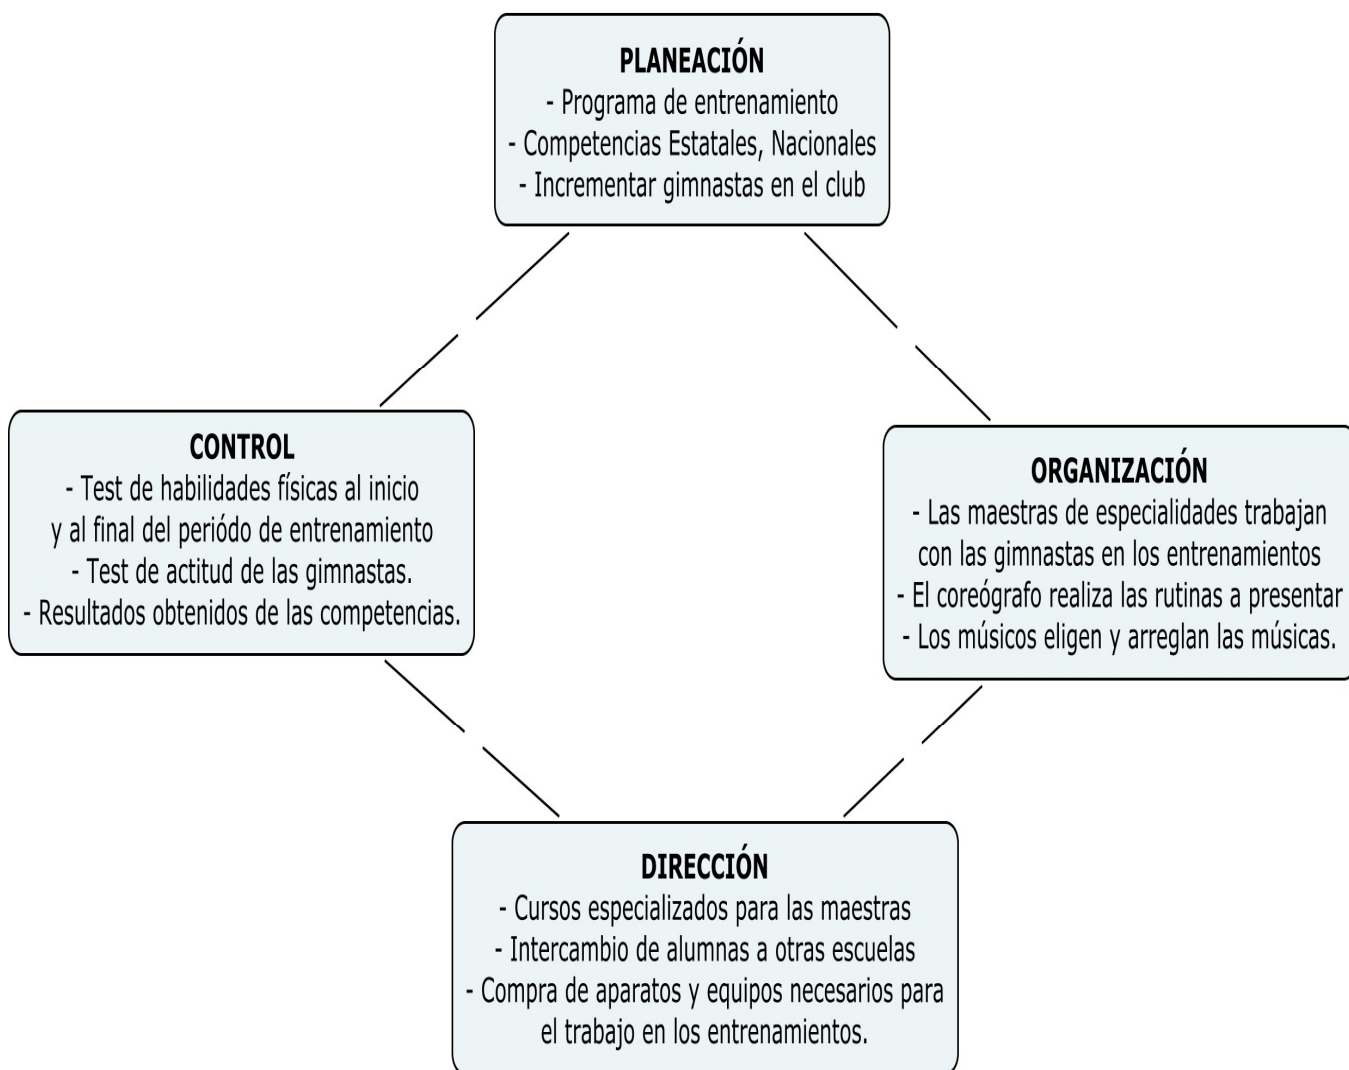 PLANEACIÓN
- Programa de entrenamiento
- Competencias Estatales, Nacionales
- Incrementar gimnastas en el club
CONTROL
- Test de habilidades físicas al inicio
y al final del periódo de entrenamiento
- Test de actitud de las gimnastas.
- Resultados obtenidos de las competencias.
ORGANIZACIÓN
- Las maestras de especialidades trabajan
con las gimnastas en los entrenamientos
- El coreógrafo realiza las rutinas a presentar
- Los músicos eligen y arreglan las músicas.
DIRECCIÓN
- Cursos especializados para las maestras
- Intercambio de alumnas a otras escuelas
- Compra de aparatos y equipos necesarios para
el trabajo en los entrenamientos.